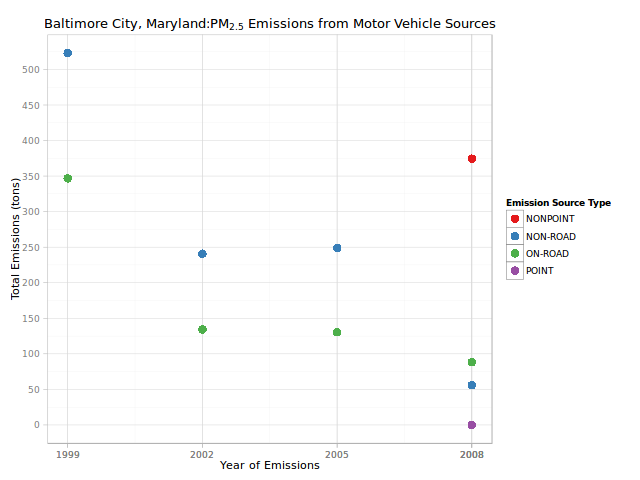 Baltimore City, Maryland:PM2.5 Emissions from Motor Vehicle Sources
Total Emissions (tons)
500
450
400
350
300
250
200
150
100
50
0
1999 2002 2005 2008
Year of Emissions
Emission Source Type
NONPOINT
NON-ROAD
ON-ROAD
POINT